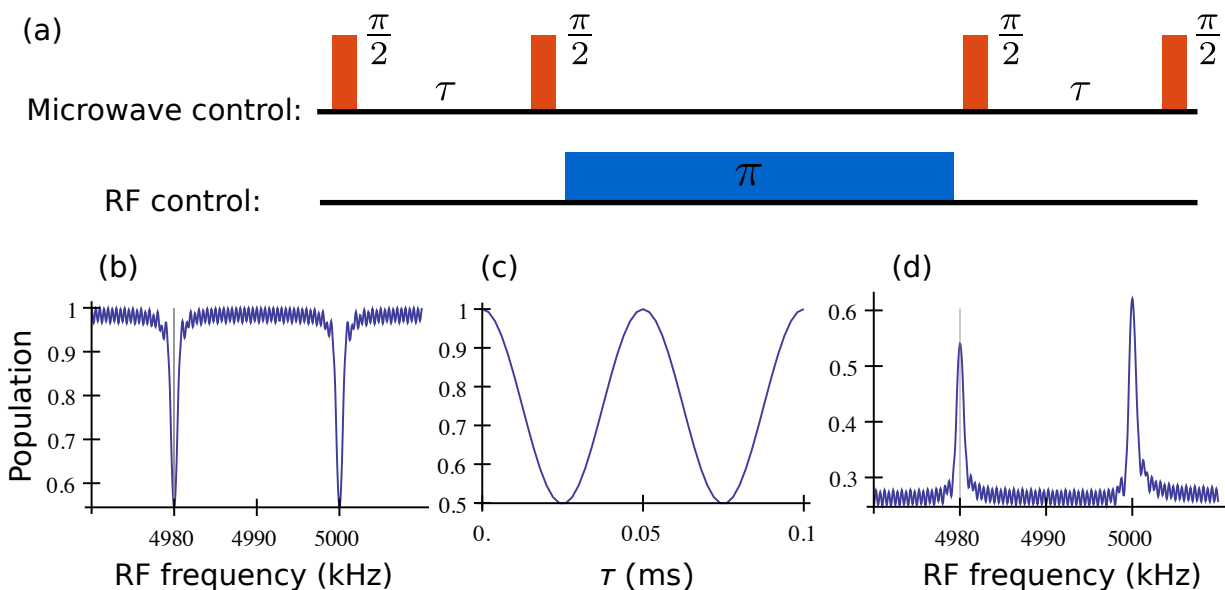 (a)
π/2 π/2 π/2 π/2
τ τ
Microwave control:
π
RF control:
(b) (c) (d)
Population
1
0.9
0.8
0.7
0.6
4980 4990 5000
RF frequency (kHz)
1
0.9
0.8
0.7
0.6
0.5
0. 0.05 0.1
τ (ms)
0.6
0.5
0.4
0.3
4980 4990 5000
RF frequency (kHz)